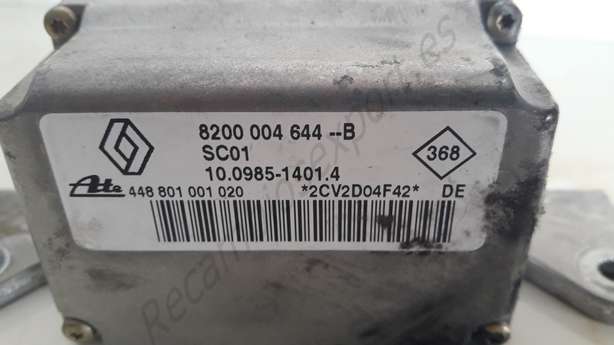 8200 004 644 --B
SC01
368
10.0985-1401.4
Ate 448 801 001 020 *2CV2D04F42* DE